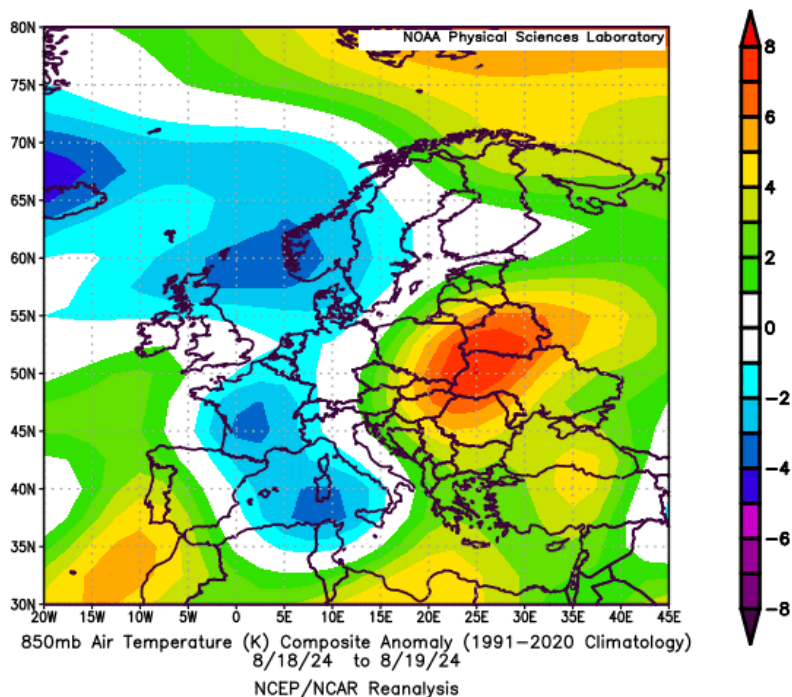 NOAA Physical Sciences Laboratory
80N
75N
70N
65N
60N
55N
50N
45N
40N
35N
30N
20W 15W 10W 5W 0 5E 10E 15E 20E 25E 30E 35E 40E 45E
8
6
4
2
0
-2
-4
-6
-8
850mb Air Temperature (K) Composite Anomaly (1991-2020 Climatology)
8/18/24 to 8/19/24
NCEP/NCAR Reanalysis